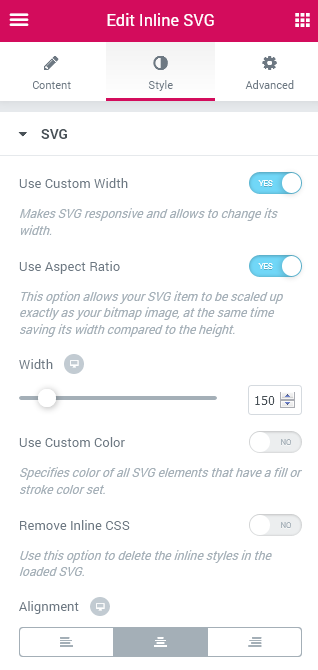 Edit Inline SVG
Content Style Advanced
SVG
Use Custom Width YES
Makes SVG responsive and allows to change its
width.
Use Aspect Ratio YES
This option allows your SVG item to be scaled up
exactly as your bitmap image, at the same time
saving its width compared to the height.
Width
150
Use Custom Color NO
Specifies color of all SVG elements that have a fill or
stroke color set.
Remove Inline CSS NO
Use this option to delete the inline styles in the
loaded SVG.
Alignment